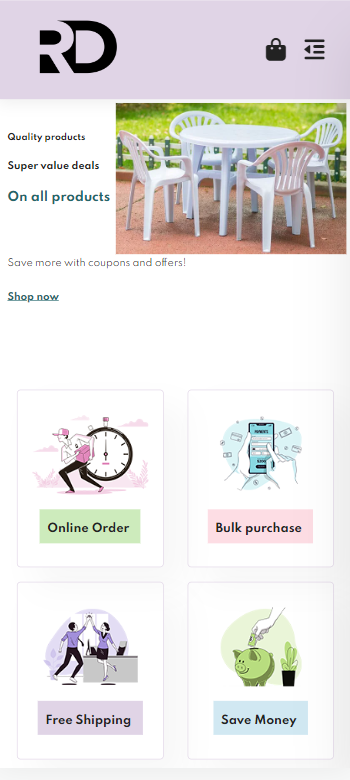 RD
Quality products
Super value deals
On all products
Save more with coupons and offers!
Shop now
Online Order
Bulk purchase
Free Shipping
Save Money